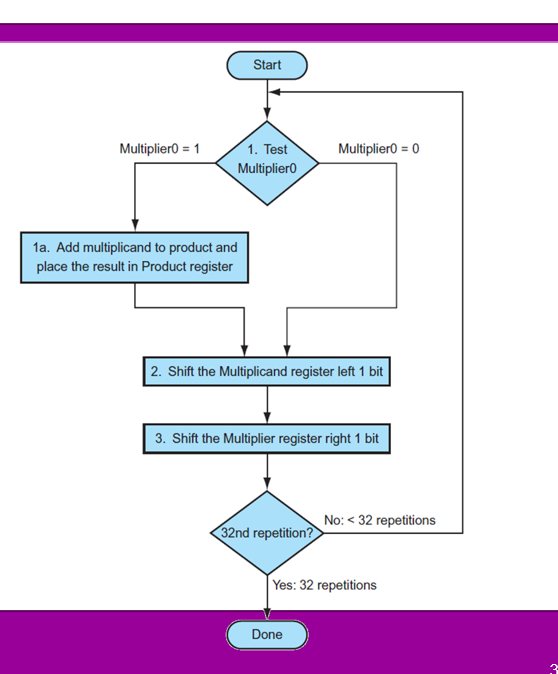 Start
Multiplier0 = 1
1. Test
Multiplier0
Multiplier0 = 0
1a. Add multiplicand to product and
place the result in Product register
2. Shift the Multiplicand register left 1 bit
3. Shift the Multiplier register right 1 bit
No: < 32 repetitions
32nd repetition?
Yes: 32 repetitions
Done
3